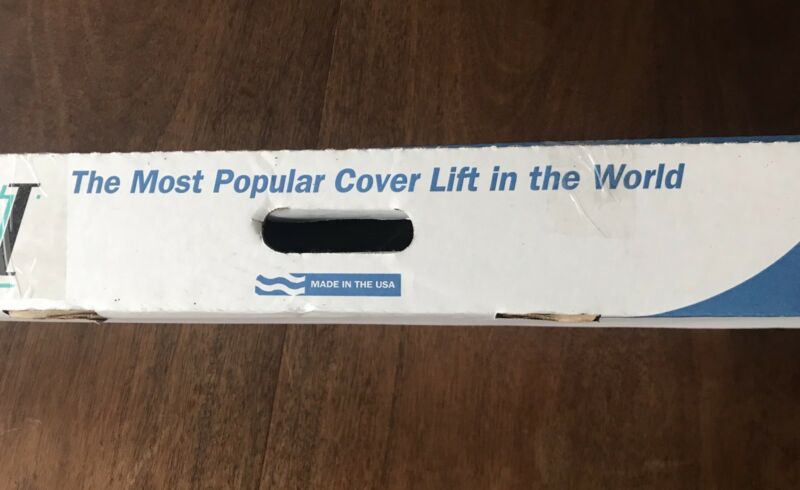 The Most Popular Cover Lift in the World
MADE IN THE USA